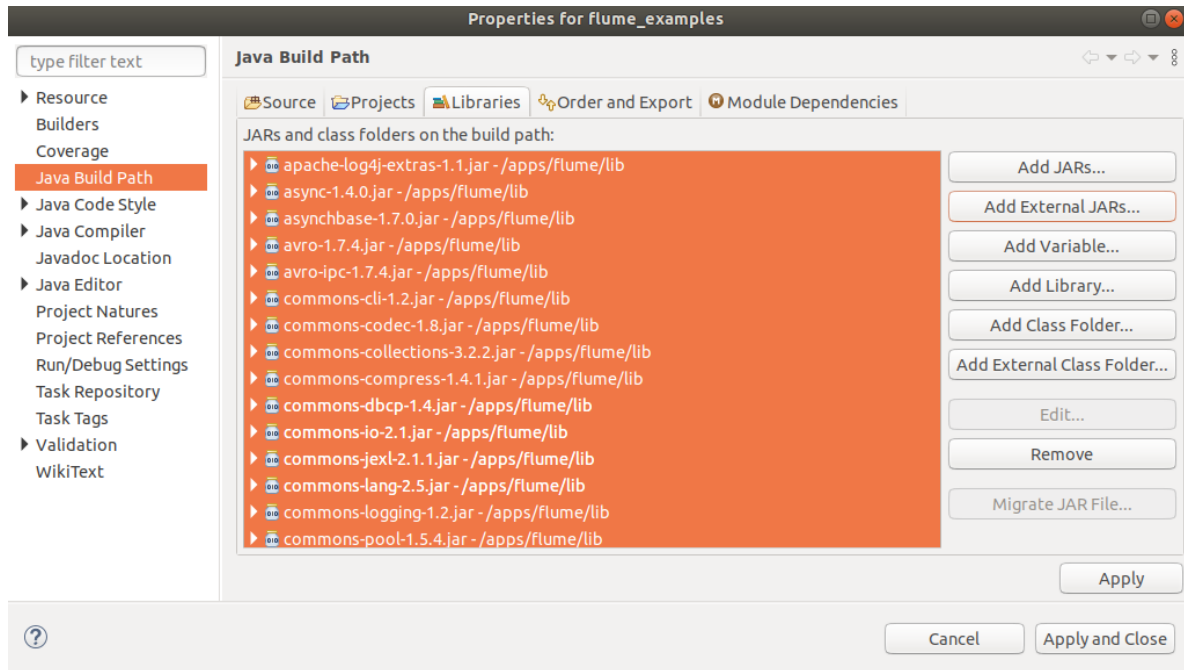 Properties for flume_examples
type filter text
Resource
Builders
Coverage
Java Build Path
Java Code Style
Java Compiler
Javadoc Location
Java Editor
Project Natures
Project References
Run/Debug Settings
Task Repository
Task Tags
Validation
WikiText
Java Build Path
Source Projects Libraries Order and Export Module Dependencies
JARs and class folders on the build path:
apache-log4j-extras-1.1.jar - /apps/flume/lib
async-1.4.0.jar - /apps/flume/lib
asynchbase-1.7.0.jar - /apps/flume/lib
avro-1.7.4.jar - /apps/flume/lib
avro-ipc-1.7.4.jar - /apps/flume/lib
commons-cli-1.2.jar - /apps/flume/lib
commons-codec-1.8.jar - /apps/flume/lib
commons-collections-3.2.2.jar - /apps/flume/lib
commons-compress-1.4.1.jar - /apps/flume/lib
commons-dbcp-1.4.jar - /apps/flume/lib
commons-io-2.1.jar - /apps/flume/lib
commons-jexl-2.1.1.jar - /apps/flume/lib
commons-lang-2.5.jar - /apps/flume/lib
commons-logging-1.2.jar - /apps/flume/lib
commons-pool-1.5.4.jar - /apps/flume/lib
Add JARs...
Add External JARs...
Add Variable...
Add Library...
Add Class Folder...
Add External Class Folder...
Edit...
Remove
Migrate JAR File...
Apply
Cancel
Apply and Close